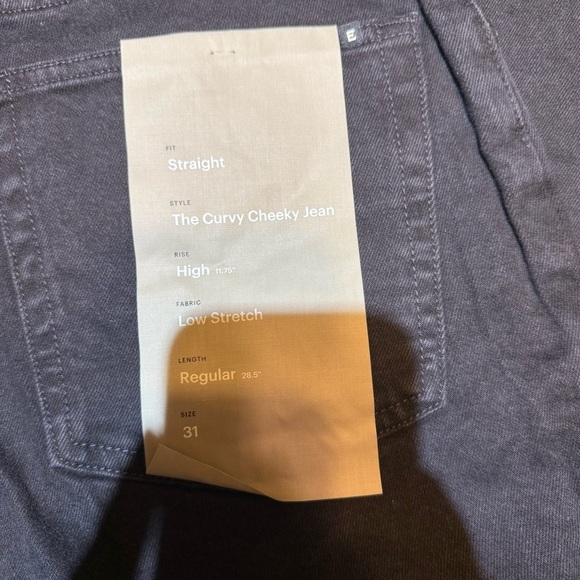 E
FIT
Straight
STYLE
The Curvy Cheeky Jean
RISE
High 11.75"
FABRIC
Low Stretch
LENGTH
Regular 28.5"
SIZE
31